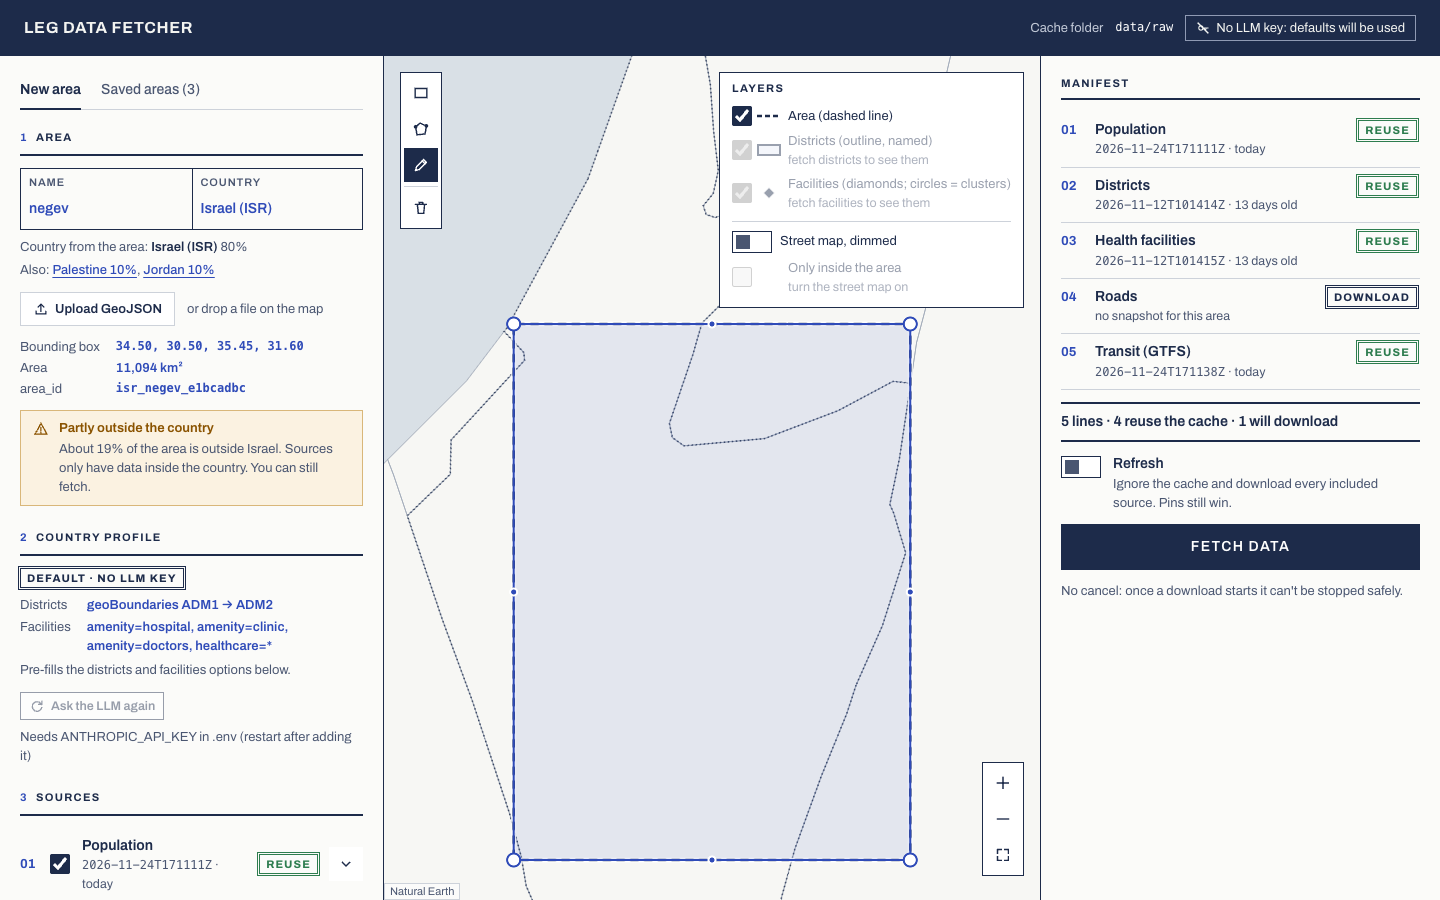 LEG DATA FETCHER
Cache folder data/raw No LLM key: defaults will be used
New area Saved areas (3)
1 AREA
NAME COUNTRY
negev Israel (ISR)
Country from the area: Israel (ISR) 80%
Also: Palestine 10%, Jordan 10%
Upload GeoJSON or drop a file on the map
Bounding box 34.50, 30.50, 35.45, 31.60
Area 11,094 km²
area_id isr_negev_e1bcadbc
Partly outside the country
About 19% of the area is outside Israel. Sources
only have data inside the country. You can still
fetch.
2 COUNTRY PROFILE
DEFAULT · NO LLM KEY
Districts geoBoundaries ADM1 → ADM2
Facilities amenity=hospital, amenity=clinic,
amenity=doctors, healthcare=*
Pre-fills the districts and facilities options below.
Ask the LLM again
Needs ANTHROPIC_API_KEY in .env (restart after adding
it)
3 SOURCES
01 Population
2026–11–24T171111Z ·
today
REUSE
LAYERS
Area (dashed line)
Districts (outline, named)
fetch districts to see them
Facilities (diamonds; circles = clusters)
fetch facilities to see them
Street map, dimmed
Only inside the area
turn the street map on
Natural Earth
MANIFEST
01 Population REUSE
2026–11–24T171111Z · today
02 Districts REUSE
2026–11–12T101414Z · 13 days old
03 Health facilities REUSE
2026–11–12T101415Z · 13 days old
04 Roads DOWNLOAD
no snapshot for this area
05 Transit (GTFS) REUSE
2026–11–24T171138Z · today
5 lines · 4 reuse the cache · 1 will download
Refresh
Ignore the cache and download every included
source. Pins still win.
FETCH DATA
No cancel: once a download starts it can't be stopped safely.